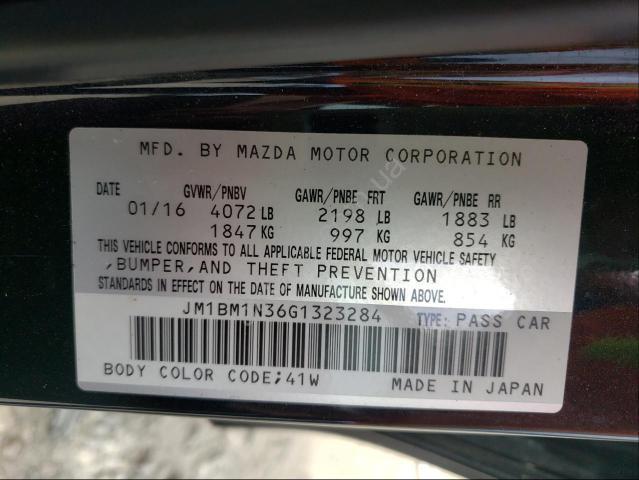 MFD. BY MAZDA MOTOR CORPORATION
DATE GVWR/PNBV GAWR/PNBE FRT GAWR/PNBE RR
01/16 4072 LB 2198 LB 1883 LB
1847 KG 997 KG 854 KG
THIS VEHICLE CONFORMS TO ALL APPLICABLE FEDERAL MOTOR VEHICLE SAFETY
,BUMPER,AND THEFT PREVENTION
STANDARDS IN EFFECT ON THE DATE OF MANUFACTURE SHOWN ABOVE.
JM1BM1N36G1323284 TYPE: PASS CAR
BODY COLOR CODE;41W MADE IN JAPAN